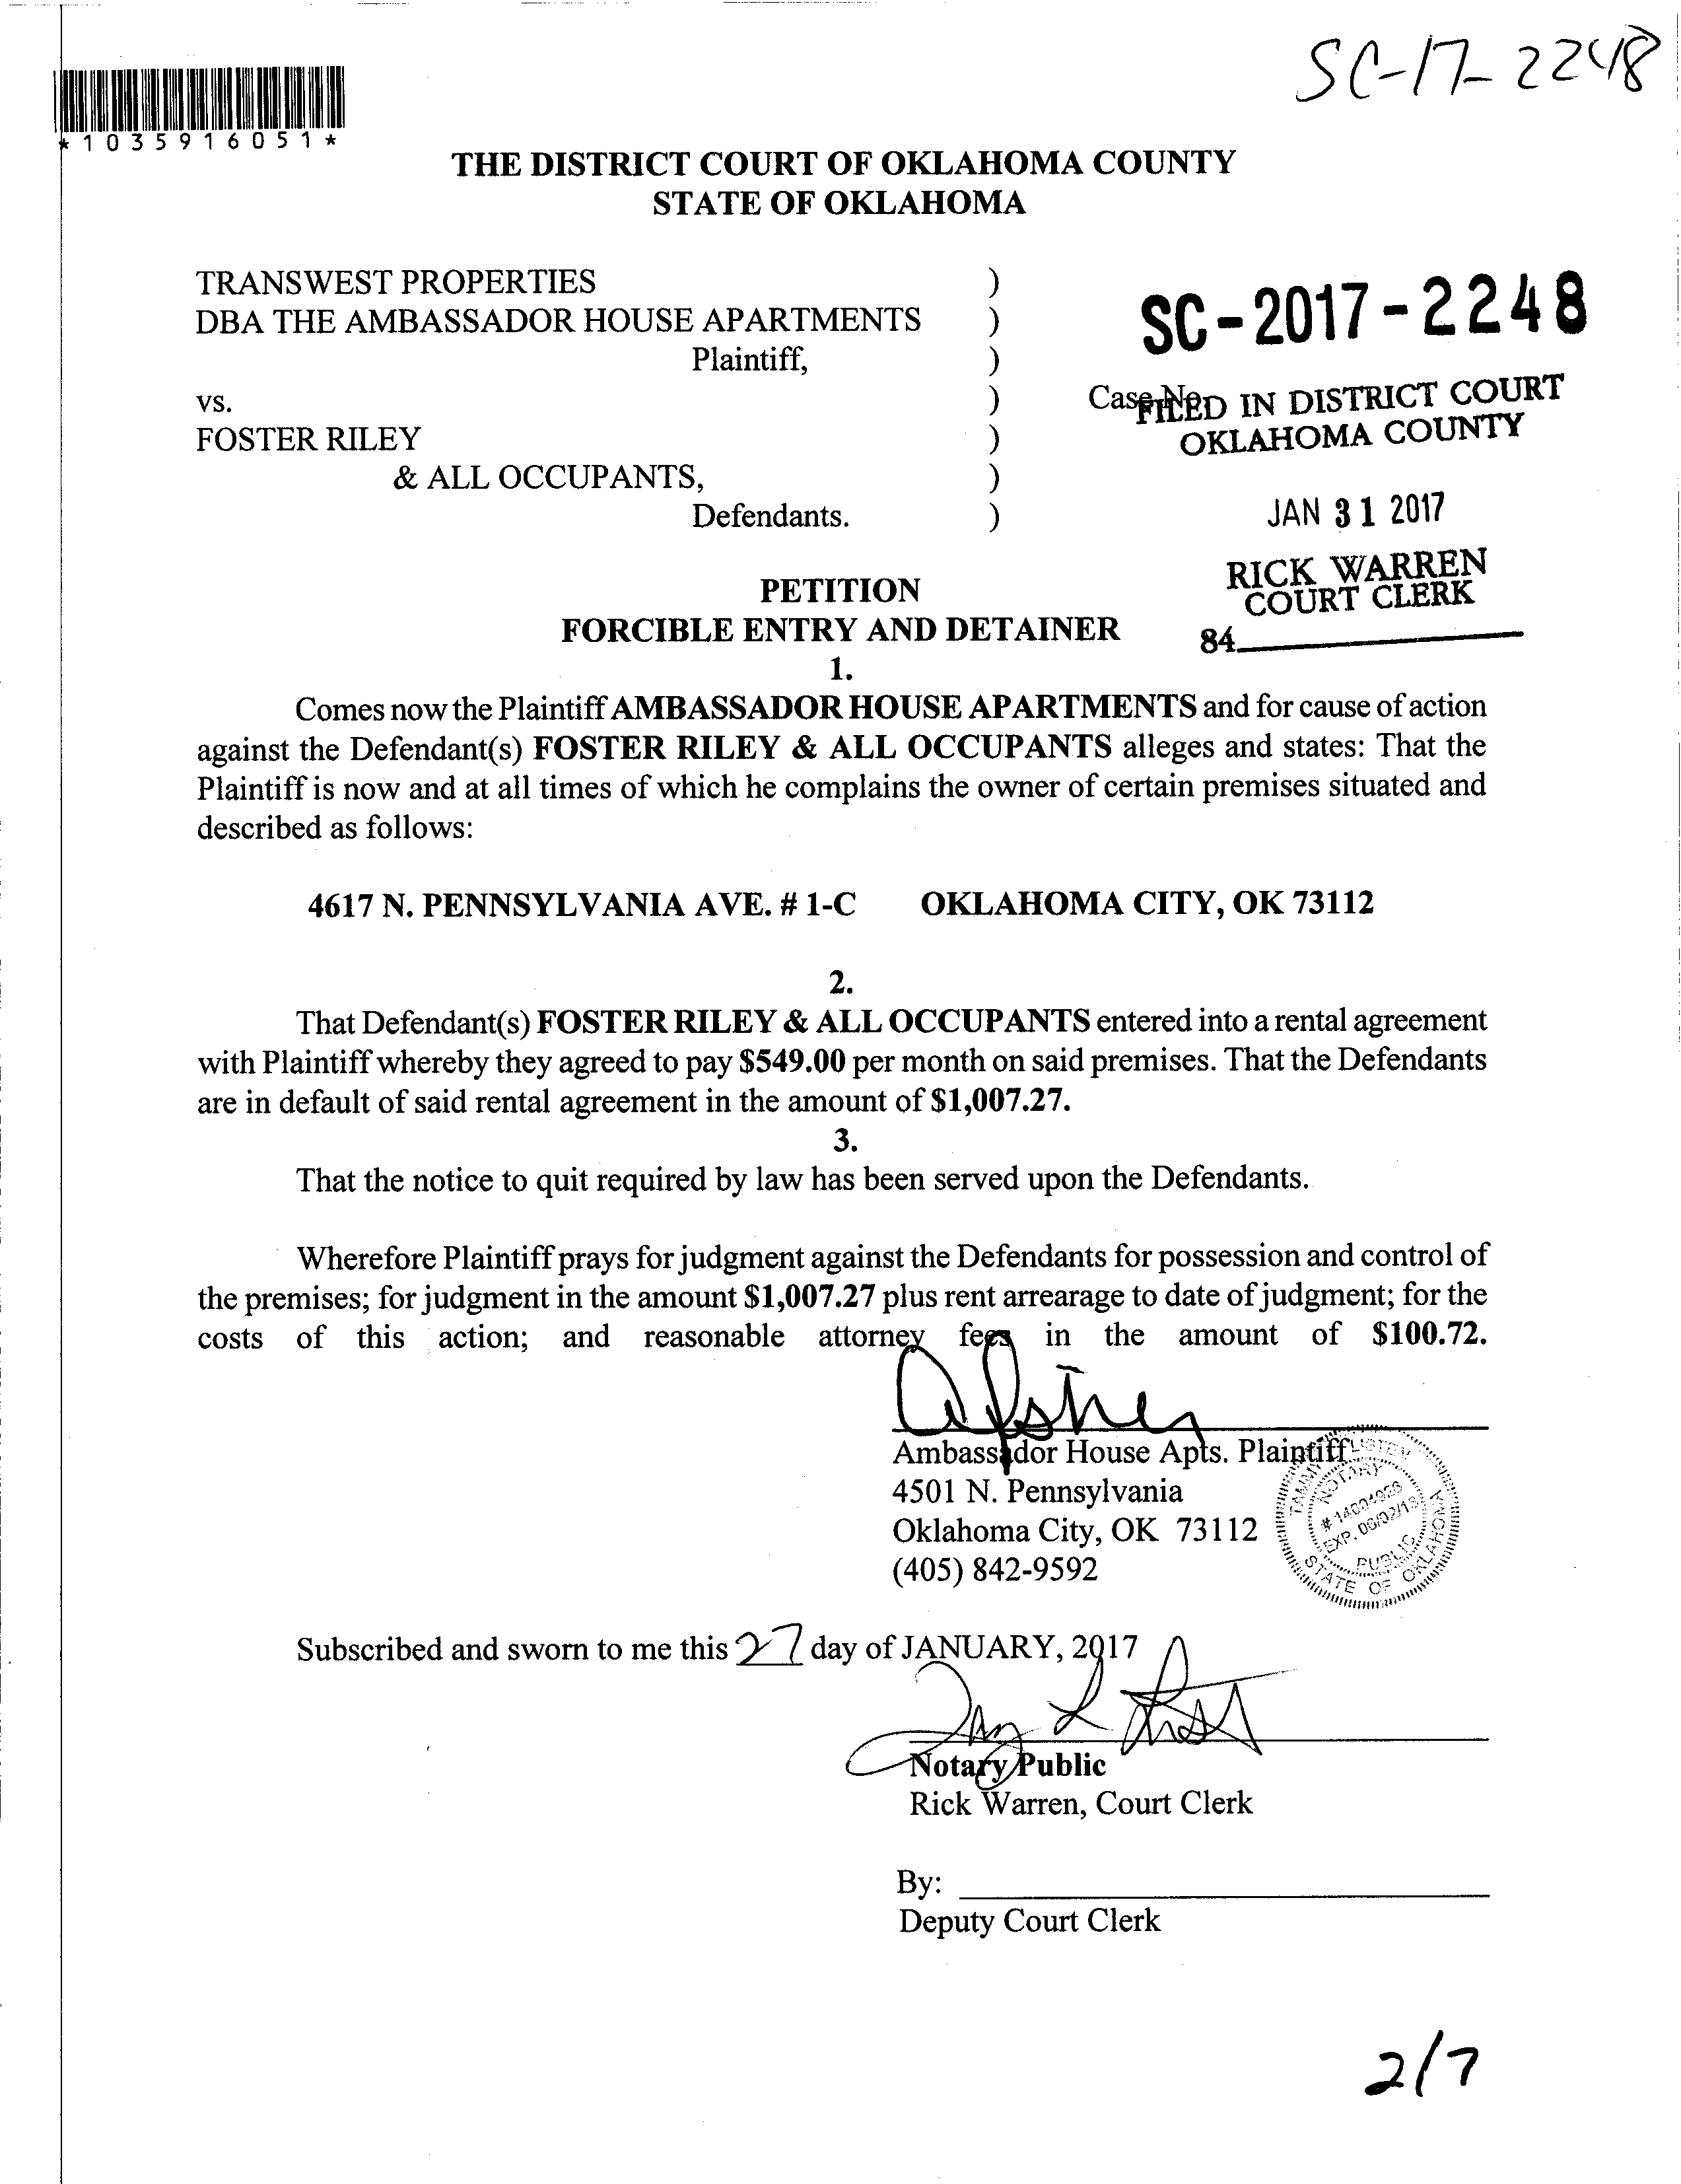 SC-17-2248
*1035916051*
THE DISTRICT COURT OF OKLAHOMA COUNTY
STATE OF OKLAHOMA
TRANSWEST PROPERTIES )
DBA THE AMBASSADOR HOUSE APARTMENTS )
Plaintiff, )
vs. )
FOSTER RILEY )
& ALL OCCUPANTS, )
Defendants. )
SC-2017-2248
Case No.
FILED IN DISTRICT COURT
OKLAHOMA COUNTY
JAN 31 2017
RICK WARREN
COURT CLERK
84
PETITION
FORCIBLE ENTRY AND DETAINER
1.
Comes now the Plaintiff AMBASSADOR HOUSE APARTMENTS and for cause of action
against the Defendant(s) FOSTER RILEY & ALL OCCUPANTS alleges and states: That the
Plaintiff is now and at all times of which he complains the owner of certain premises situated and
described as follows:
4617 N. PENNSYLVANIA AVE. # 1-C OKLAHOMA CITY, OK 73112
2.
That Defendant(s) FOSTER RILEY & ALL OCCUPANTS entered into a rental agreement
with Plaintiff whereby they agreed to pay $549.00 per month on said premises. That the Defendants
are in default of said rental agreement in the amount of $1,007.27.
3.
That the notice to quit required by law has been served upon the Defendants.
Wherefore Plaintiff prays for judgment against the Defendants for possession and control of
the premises; for judgment in the amount $1,007.27 plus rent arrearage to date of judgment; for the
costs of this action; and reasonable attorney fees in the amount of $100.72.
Ambassador House Apts. Plaintiff
4501 N. Pennsylvania
Oklahoma City, OK 73112
(405) 842-9592
TAMMY
NOTARY
PUBLIC
STATE OF OKLAHOMA
Subscribed and sworn to me this 27 day of JANUARY, 2017
Notary Public
Rick Warren, Court Clerk
By:
Deputy Court Clerk
2/7